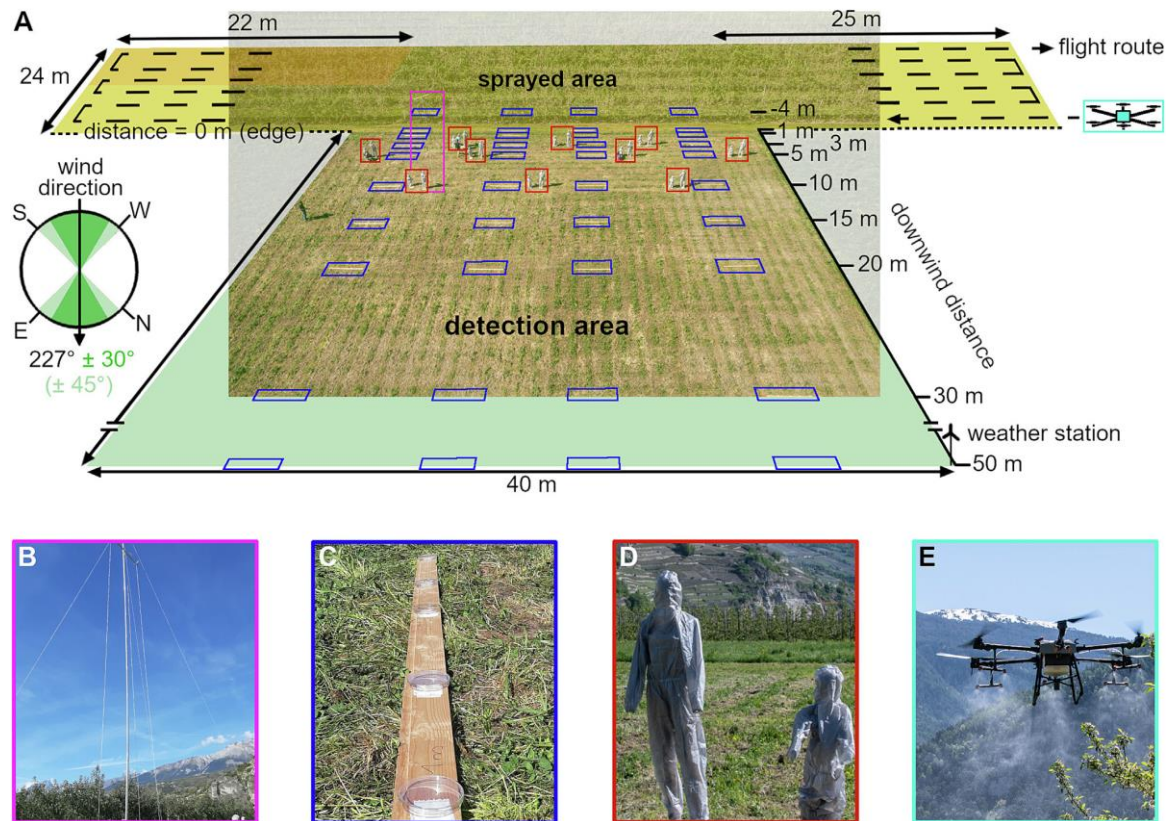 A
22 m
25 m
24 m
flight route
sprayed area
-4 m
distance = 0 m (edge)
1 m
3 m
5 m
wind
direction
S
W
E
N
10 m
15 m
downwind distance
20 m
227° ± 30°
(± 45°)
detection area
30 m
weather station
50 m
40 m
B
C
D
E